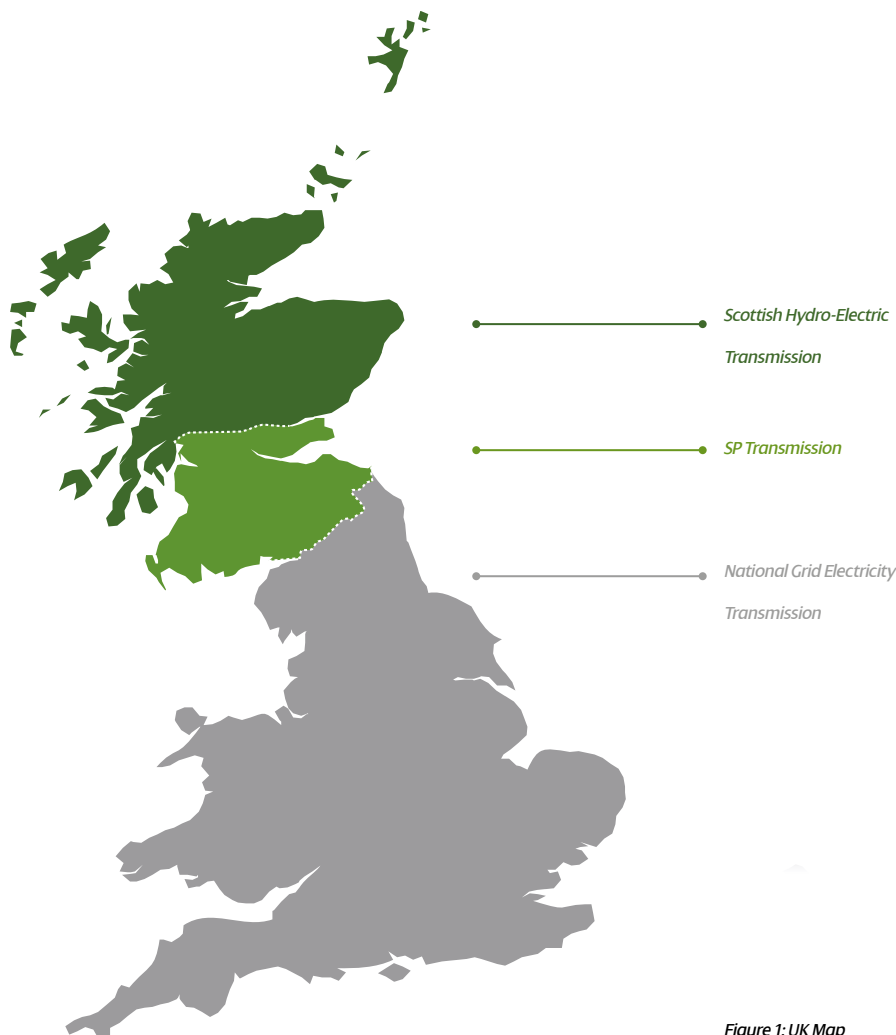 Scottish Hydro-Electric
Transmission
SP Transmission
National Grid Electricity
Transmission
Figure 1: UK Map